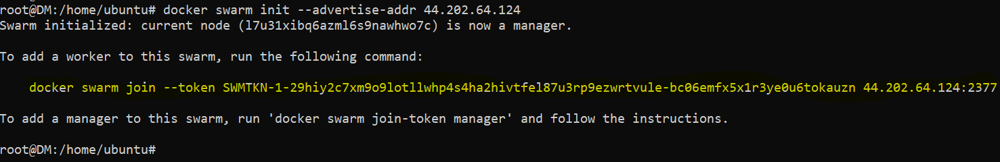 root@DM:/home/ubuntu# docker swarm init --advertise-addr 44.202.64.124
Swarm initialized: current node (l7u31xibq6azml6s9nawhwo7c) is now a manager.
To add a worker to this swarm, run the following command:
docker swarm join --token SWMTKN-1-29hiy2c7xm9o9lotllwhp4s4ha2hivtfel87u3rp9ezwrtvule-bc06emfx5x1r3ye0u6tokauzn 44.202.64.124:2377
To add a manager to this swarm, run 'docker swarm join-token manager' and follow the instructions.
root@DM:/home/ubuntu#